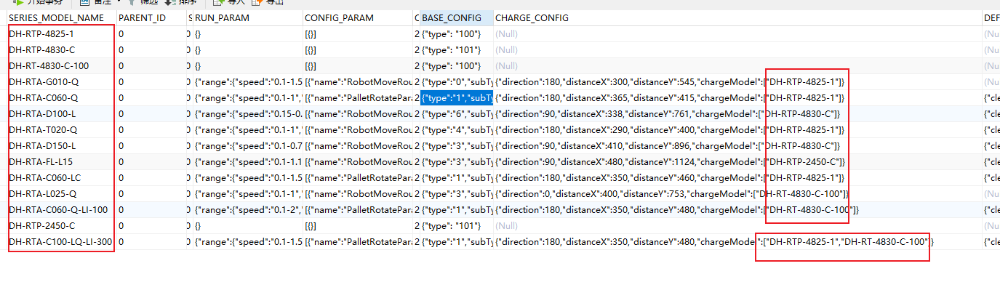 开始事务 备注 筛选 排序 导入 导出
SERIES_MODEL_NAME PARENT_ID S RUN_PARAM CONFIG_PARAM C BASE_CONFIG CHARGE_CONFIG DEF
DH-RTP-4825-1 0 0 {} [{}] 2 {"type": "100"} (Null) (Nu
DH-RTP-4830-C 0 0 {} [{}] 2 {"type": "101"} (Null) (Nu
DH-RT-4830-C-100 0 0 {} [{}] 2 {"type": "100"} (Null) (Nu
DH-RTA-G010-Q 0 0 {"range":{"speed":"0.1-1.5 [{"name":"RobotMoveRou 2 {"type":"0","subTy {"direction":180,"distanceX":300,"distanceY":545,"chargeModel":["DH-RTP-4825-1"]} (Nu
DH-RTA-C060-Q 0 0 {"range":{"speed":"0.1-1"," [{"name":"PalletRotatePara 2 {"type":"1","subTy {"direction":180,"distanceX":365,"distanceY":415,"chargeModel":["DH-RTP-4825-1"]} {"cle
DH-RTA-D100-L 0 0 {"range":{"speed":"0.15-0. [{"name":"RobotMoveRou 2 {"type":"6","subTy {"direction":90,"distanceX":338,"distanceY":761,"chargeModel":["DH-RTP-4830-C"]} {"cle
DH-RTA-T020-Q 0 0 {"range":{"speed":"0.1-1"," [{"name":"RobotMoveRou 2 {"type":"4","subTy {"direction":180,"distanceX":290,"distanceY":400,"chargeModel":["DH-RTP-4825-1"]} {"cle
DH-RTA-D150-L 0 0 {"range":{"speed":"0.1-0.7 [{"name":"RobotMoveRou 2 {"type":"3","subTy {"direction":90,"distanceX":410,"distanceY":896,"chargeModel":["DH-RTP-4830-C"]} (Nu
DH-RTA-FL-L15 0 0 {"range":{"speed":"0.1-1.1 [{"name":"RobotMoveRou 2 {"type":"3","subTy {"direction":90,"distanceX":480,"distanceY":1124,"chargeModel":["DH-RTP-2450-C"]} (Nu
DH-RTA-C060-LC 0 0 {"range":{"speed":"0.1-1.5 [{"name":"PalletRotatePara 2 {"type":"1","subTy {"direction":180,"distanceX":350,"distanceY":460,"chargeModel":["DH-RTP-4825-1"]} {"cle
DH-RTA-L025-Q 0 0 {"range":{"speed":"0.1-1"," [{"name":"RobotMoveRou 2 {"type":"3","subTy {"direction":0,"distanceX":400,"distanceY":753,"chargeModel":["DH-RT-4830-C-100"]} (Nu
DH-RTA-C060-Q-LI-100 0 0 {"range":{"speed":"0.1-2"," [{"name":"PalletRotatePara 2 {"type":"1","subTy {"direction":180,"distanceX":350,"distanceY":480,"chargeModel":["DH-RT-4830-C-100"]} {"cle
DH-RTP-2450-C 0 0 {} [{}] 2 {"type": "101"} (Null) (Nu
DH-RTA-C100-LQ-LI-300 0 0 {"range":{"speed":"0.1-1.5 [{"name":"PalletRotatePara 2 {"type":"1","subTy {"direction":180,"distanceX":350,"distanceY":480,"chargeModel":["DH-RTP-4825-1","DH-RT-4830-C-100"]} {"cle